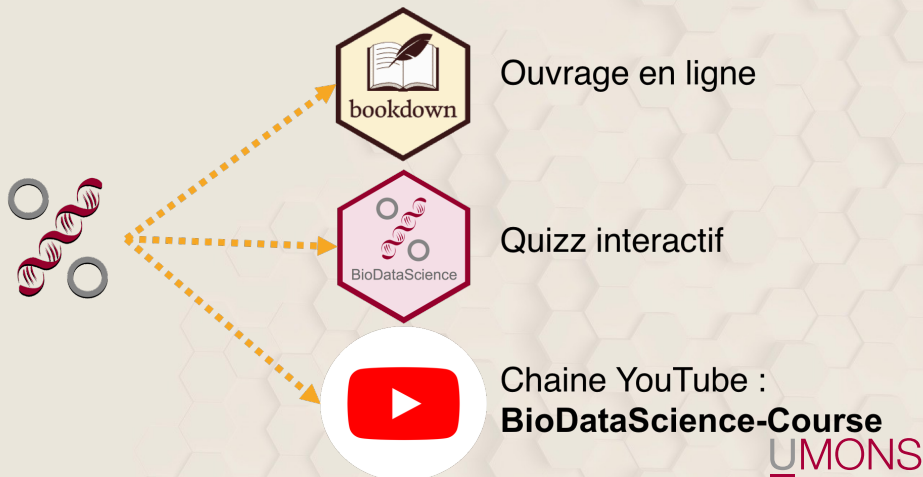 bookdown
Ouvrage en ligne
BioDataScience
Quizz interactif
Chaine YouTube :
BioDataScience-Course
UMONS